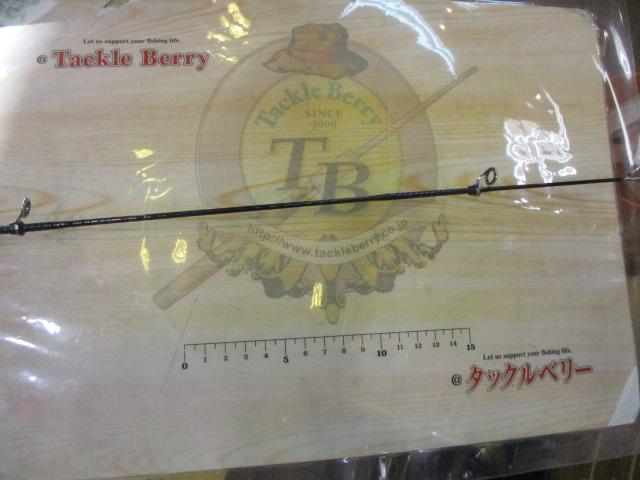 Let us support your fishing life.
@ Tackle Berry
Tackle Berry
SINCE
2000
TB
http://www.tackleberry.co.jp
0 1 2 3 4 5 6 7 8 9 10 11 12 13 14 15
Let us support your fishing life.
@ タックルベリー